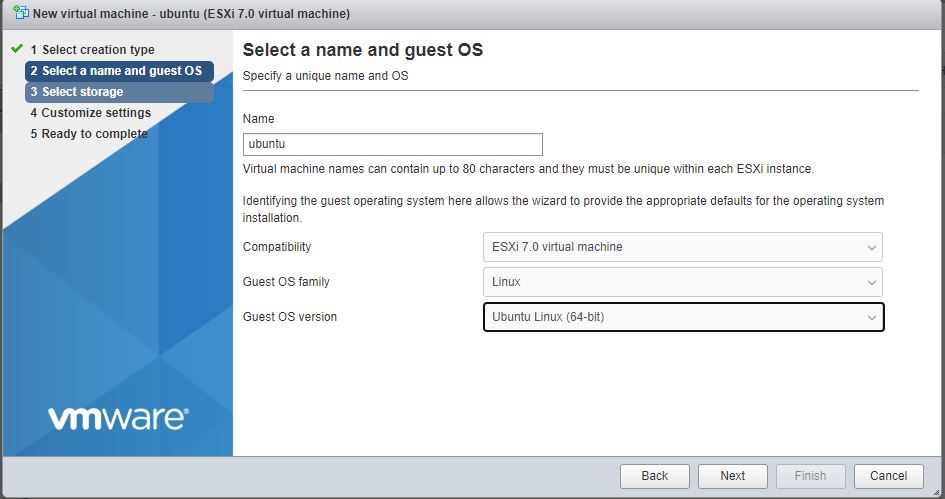 New virtual machine - ubuntu (ESXi 7.0 virtual machine)
1 Select creation type
2 Select a name and guest OS
3 Select storage
4 Customize settings
5 Ready to complete
vmware®
Select a name and guest OS
Specify a unique name and OS
Name
ubuntu
Virtual machine names can contain up to 80 characters and they must be unique within each ESXi instance.
Identifying the guest operating system here allows the wizard to provide the appropriate defaults for the operating system
installation.
Compatibility ESXi 7.0 virtual machine
Guest OS family Linux
Guest OS version Ubuntu Linux (64-bit)
Back Next Finish Cancel